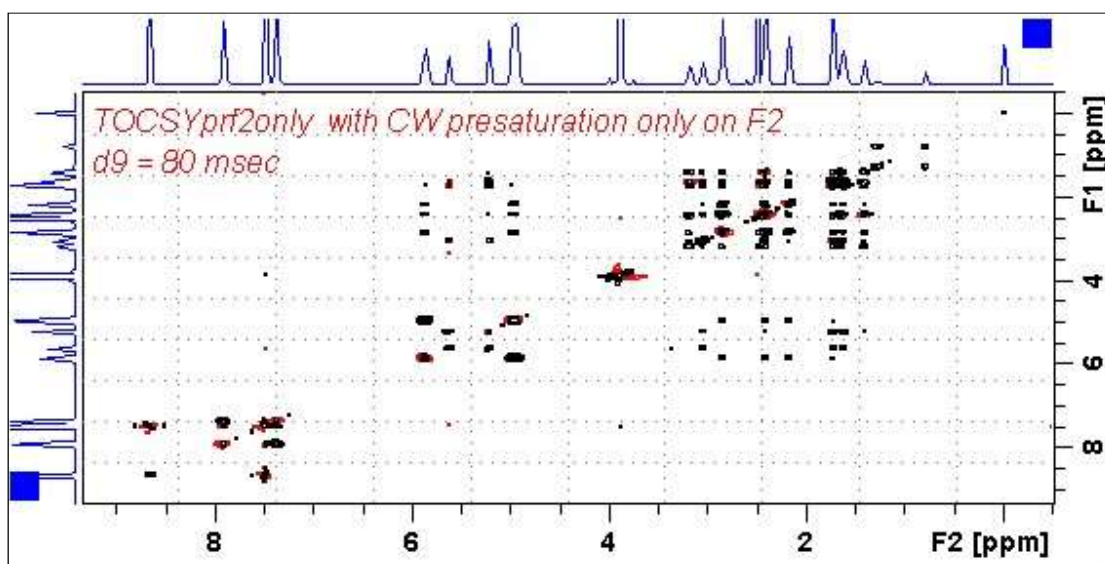 TOCSYprf2only with CW presaturation only on F2
d9 = 80 msec
F1 [ppm]
4
6
8
8 6 4 2 F2 [ppm]